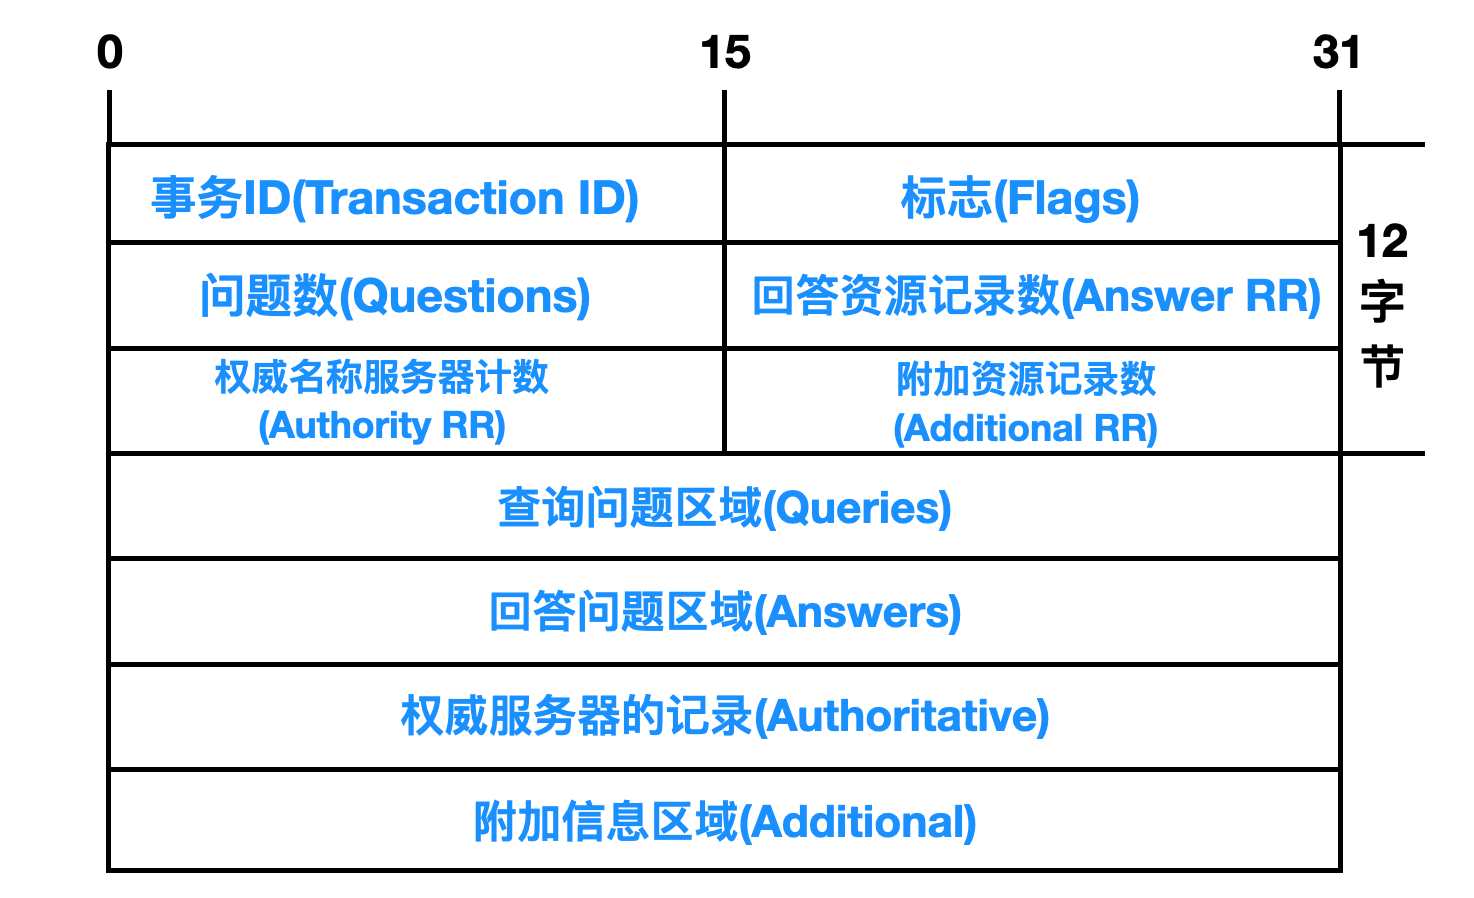 0
15
31
事务ID(Transaction ID)
标志(Flags)
12
字
节
问题数(Questions)
回答资源记录数(Answer RR)
权威名称服务器计数
(Authority RR)
附加资源记录数
(Additional RR)
查询问题区域(Queries)
回答问题区域(Answers)
权威服务器的记录(Authoritative)
附加信息区域(Additional)